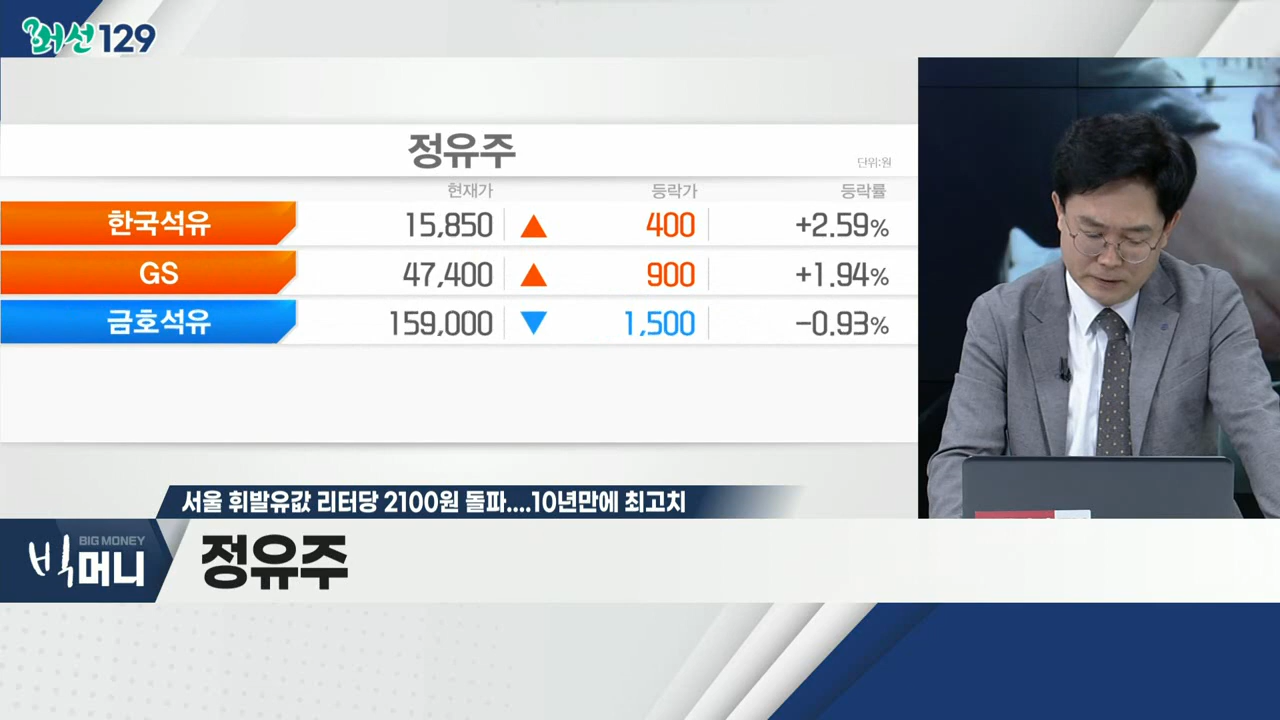 머선129
정유주
단위:원
현재가 등락가 등락률
한국석유 15,850 ▲ 400 +2.59%
GS 47,400 ▲ 900 +1.94%
금호석유 159,000 ▼ 1,500 -0.93%
서울 휘발유값 리터당 2100원 돌파....10년만에 최고치
BIG MONEY
빅머니
정유주